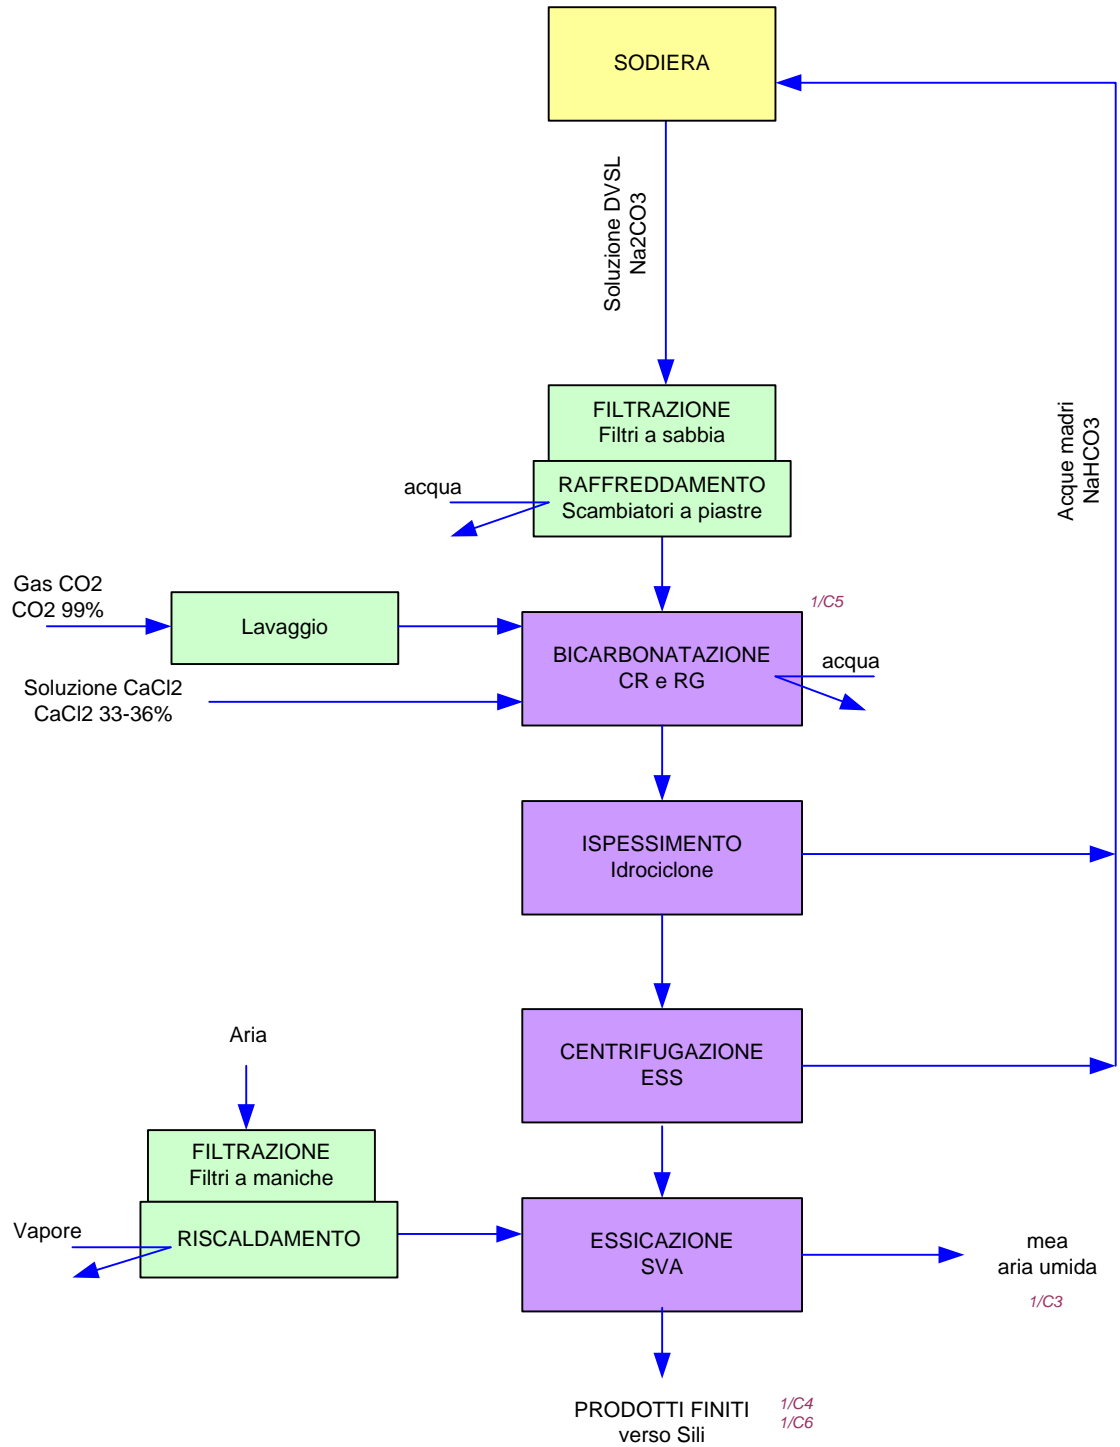 SODIERA
Soluzione DVSL
Na2CO3
FILTRAZIONE
Filtri a sabbia
acqua
RAFFREDDAMENTO
Scambiatori a piastre
Acque madri
NaHCO3
Gas CO2
CO2 99%
Lavaggio
1/C5
BICARBONATAZIONE
CR e RG
acqua
Soluzione CaCl2
CaCl2 33-36%
ISPESSIMENTO
Idrociclone
CENTRIFUGAZIONE
ESS
Aria
FILTRAZIONE
Filtri a maniche
Vapore
RISCALDAMENTO
ESSICAZIONE
SVA
mea
aria umida
1/C3
PRODOTTI FINITI
verso Sili
1/C4
1/C6